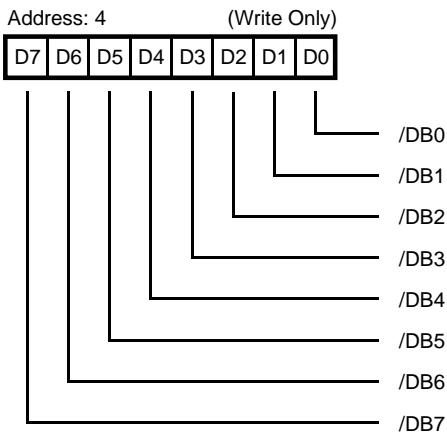 Address: 4 (Write Only)
D7 D6 D5 D4 D3 D2 D1 D0
/DB0
/DB1
/DB2
/DB3
/DB4
/DB5
/DB6
/DB7